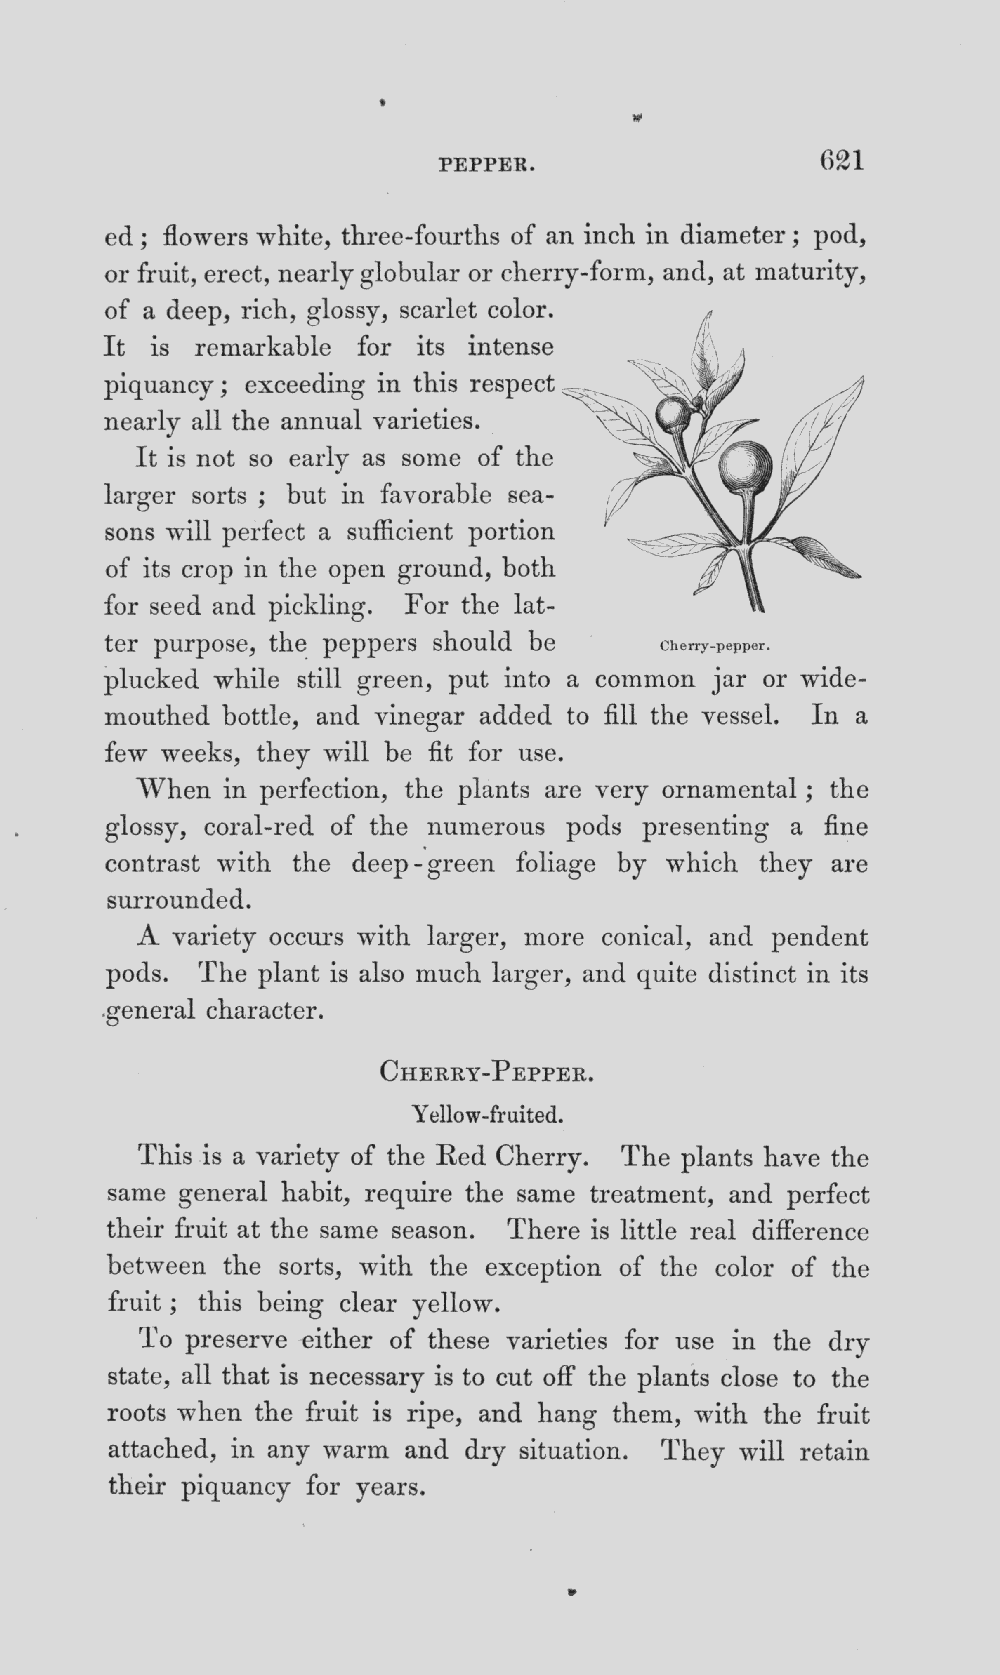 PEPPER. 621
ed; flowers white, three-fourths of an inch in diameter; pod,
or fruit, erect, nearly globular or cherry-form, and, at maturity,
of a deep, rich, glossy, scarlet color.
It is remarkable for its intense
piquancy; exceeding in this respect
nearly all the annual varieties.
It is not so early as some of the
larger sorts; but in favorable sea-
sons will perfect a sufficient portion
of its crop in the open ground, both
for seed and pickling. For the lat-
ter purpose, the peppers should be
Cherry-pepper.
plucked while still green, put into a common jar or wide-
mouthed bottle, and vinegar added to fill the vessel. In a
few weeks, they will be fit for use.
When in perfection, the plants are very ornamental; the
glossy, coral-red of the numerous pods presenting a fine
contrast with the deep-green foliage by which they are
surrounded.
A variety occurs with larger, more conical, and pendent
pods. The plant is also much larger, and quite distinct in its
general character.
CHERRY-PEPPER.
Yellow-fruited.
This is a variety of the Red Cherry. The plants have the
same general habit, require the same treatment, and perfect
their fruit at the same season. There is little real difference
between the sorts, with the exception of the color of the
fruit; this being clear yellow.
To preserve either of these varieties for use in the dry
state, all that is necessary is to cut off the plants close to the
roots when the fruit is ripe, and hang them, with the fruit
attached, in any warm and dry situation. They will retain
their piquancy for years.